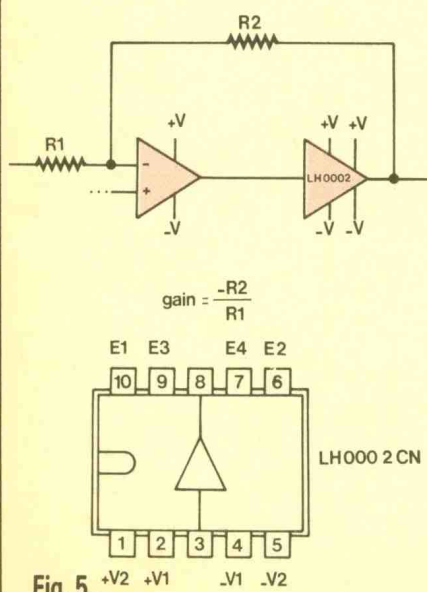 R2
R1
+V
+V +V
-
+
LH0002
-V
-V -V
gain = -R2
R1
E1 E3 E4 E2
10 9 8 7 6
LH000 2 CN
1 2 3 4 5
+V2 +V1 -V1 -V2
Fig. 5